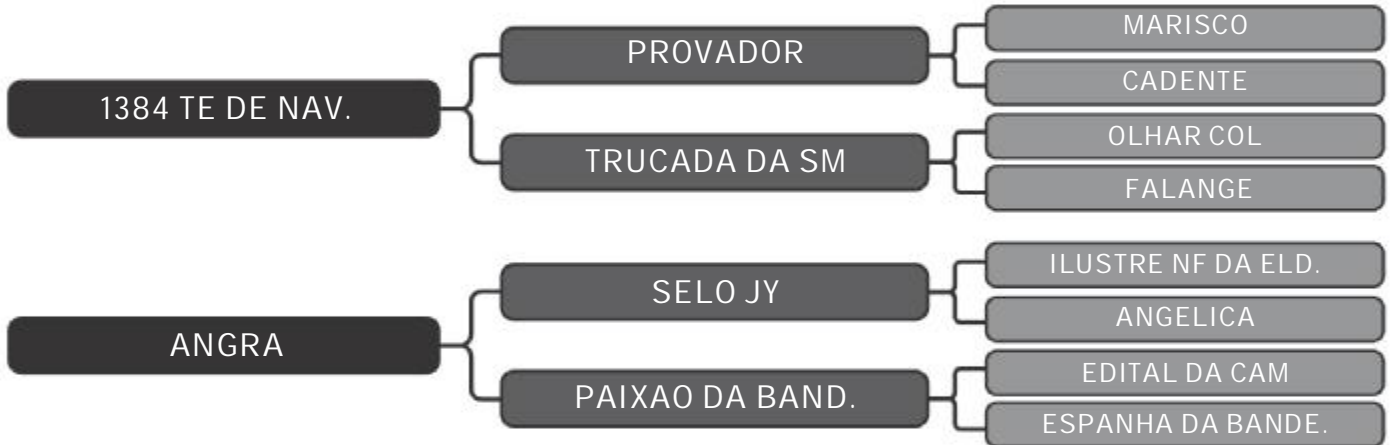 MARISCO
PROVADOR
CADENTE
1384 TE DE NAV.
OLHAR COL
TRUCADA DA SM
FALANGE
ILUSTRE NF DA ELD.
SELO JY
ANGELICA
ANGRA
EDITAL DA CAM
PAIXAO DA BAND.
ESPANHA DA BANDE.